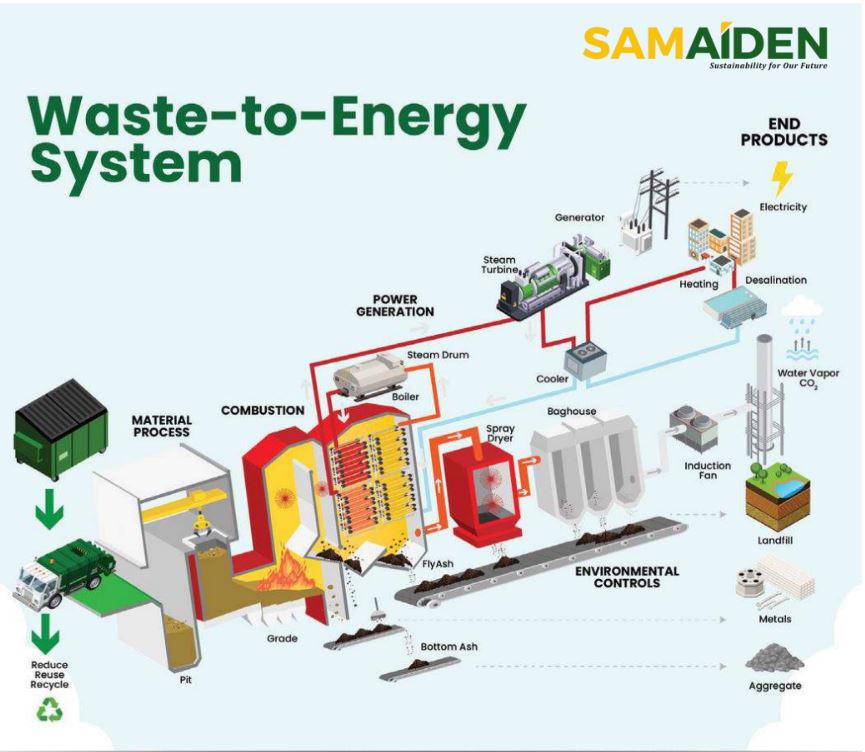 SAMAIDEN
Sustainability for Our Future
Waste-to-Energy
System
END
PRODUCTS
Electricity
Generator
Steam
Turbine
Heating
Desalination
POWER
GENERATION
Steam Drum
Boiler
Cooler
Water Vapor
CO₂
COMBUSTION
MATERIAL
PROCESS
Baghouse
Spray
Dryer
Induction
Fan
Landfill
FlyAsh
ENVIRONMENTAL
CONTROLS
Metals
Grade
Bottom Ash
Aggregate
Pit
Reduce
Reuse
Recycle